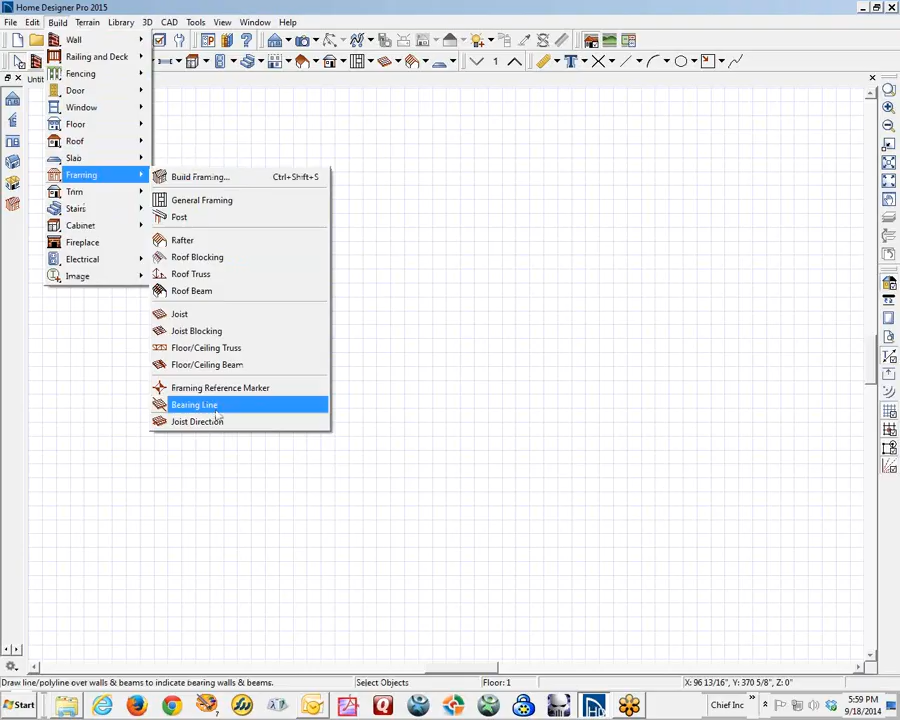 Home Designer Pro 2015
File Edit Build Terrain Library 3D CAD Tools View Window Help
1
Wall
Railing and Deck
Fencing
Door
Window
Floor
Roof
Slab
Framing
Trim
Stairs
Cabinet
Fireplace
Electrical
Image
Build Framing... Ctrl+Shift+S
General Framing
Post
Rafter
Roof Blocking
Roof Truss
Roof Beam
Joist
Joist Blocking
Floor/Ceiling Truss
Floor/Ceiling Beam
Framing Reference Marker
Bearing Line
Joist Direction
Draw line/polyline over walls & beams to indicate bearing walls & beams. Select Objects Floor: 1 X: 96 13/16", Y: 370 5/8", Z: 0"
Start Chief Inc 5:59 PM
9/18/2014